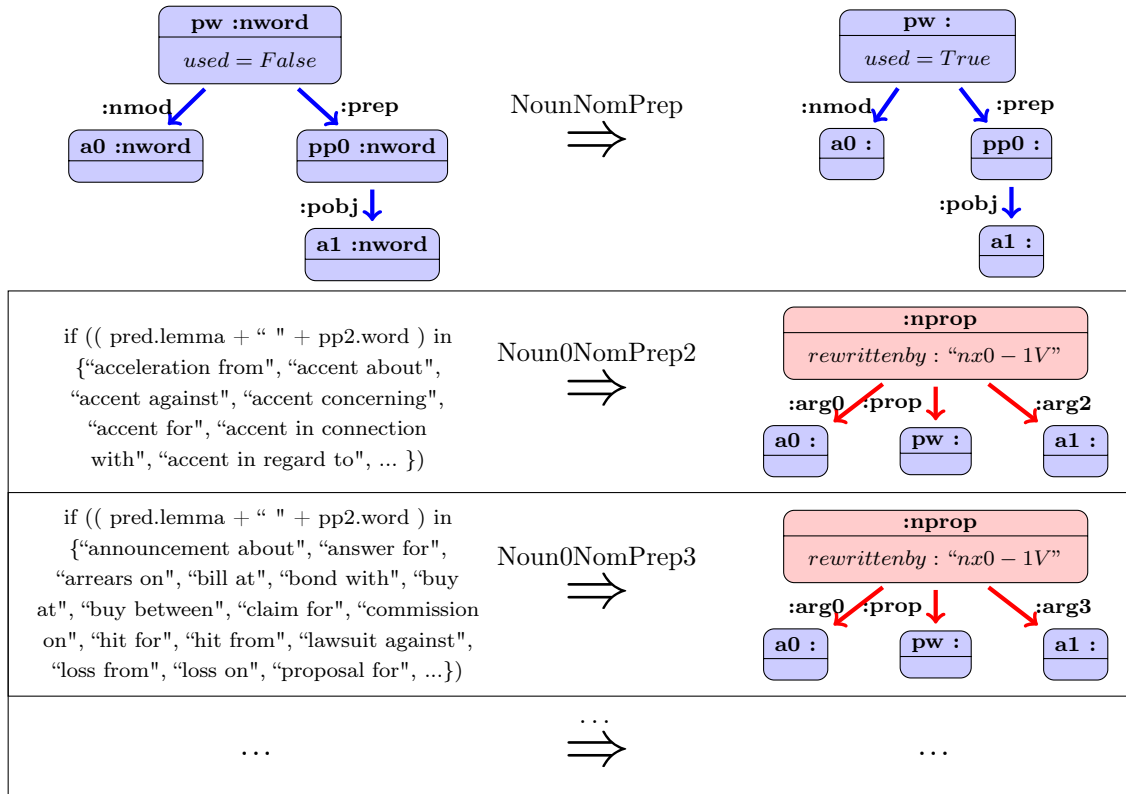 pw :nword
used = False
:nmod
:prep
a0 :nword
pp0 :nword
:pobj
a1 :nword
NounNomPrep
⇒
pw :
used = True
:nmod
:prep
a0 :
pp0 :
:pobj
a1 :
if (( pred.lemma + “ " + pp2.word ) in
{“acceleration from", “accent about",
“accent against", “accent concerning",
“accent for", “accent in connection
with", “accent in regard to", ... })
Noun0NomPrep2
⇒
:nprop
rewrittenby : “nx0 − 1V”
:arg0
:prop
:arg2
a0 :
pw :
a1 :
if (( pred.lemma + “ " + pp2.word ) in
{“announcement about", “answer for",
“arrears on", “bill at", “bond with", “buy
at", “buy between", “claim for", “commission
on", “hit for", “hit from", “lawsuit against",
“loss from", “loss on", “proposal for", ...})
Noun0NomPrep3
⇒
:nprop
rewrittenby : “nx0 − 1V”
:arg0
:prop
:arg3
a0 :
pw :
a1 :
...
...
⇒
...